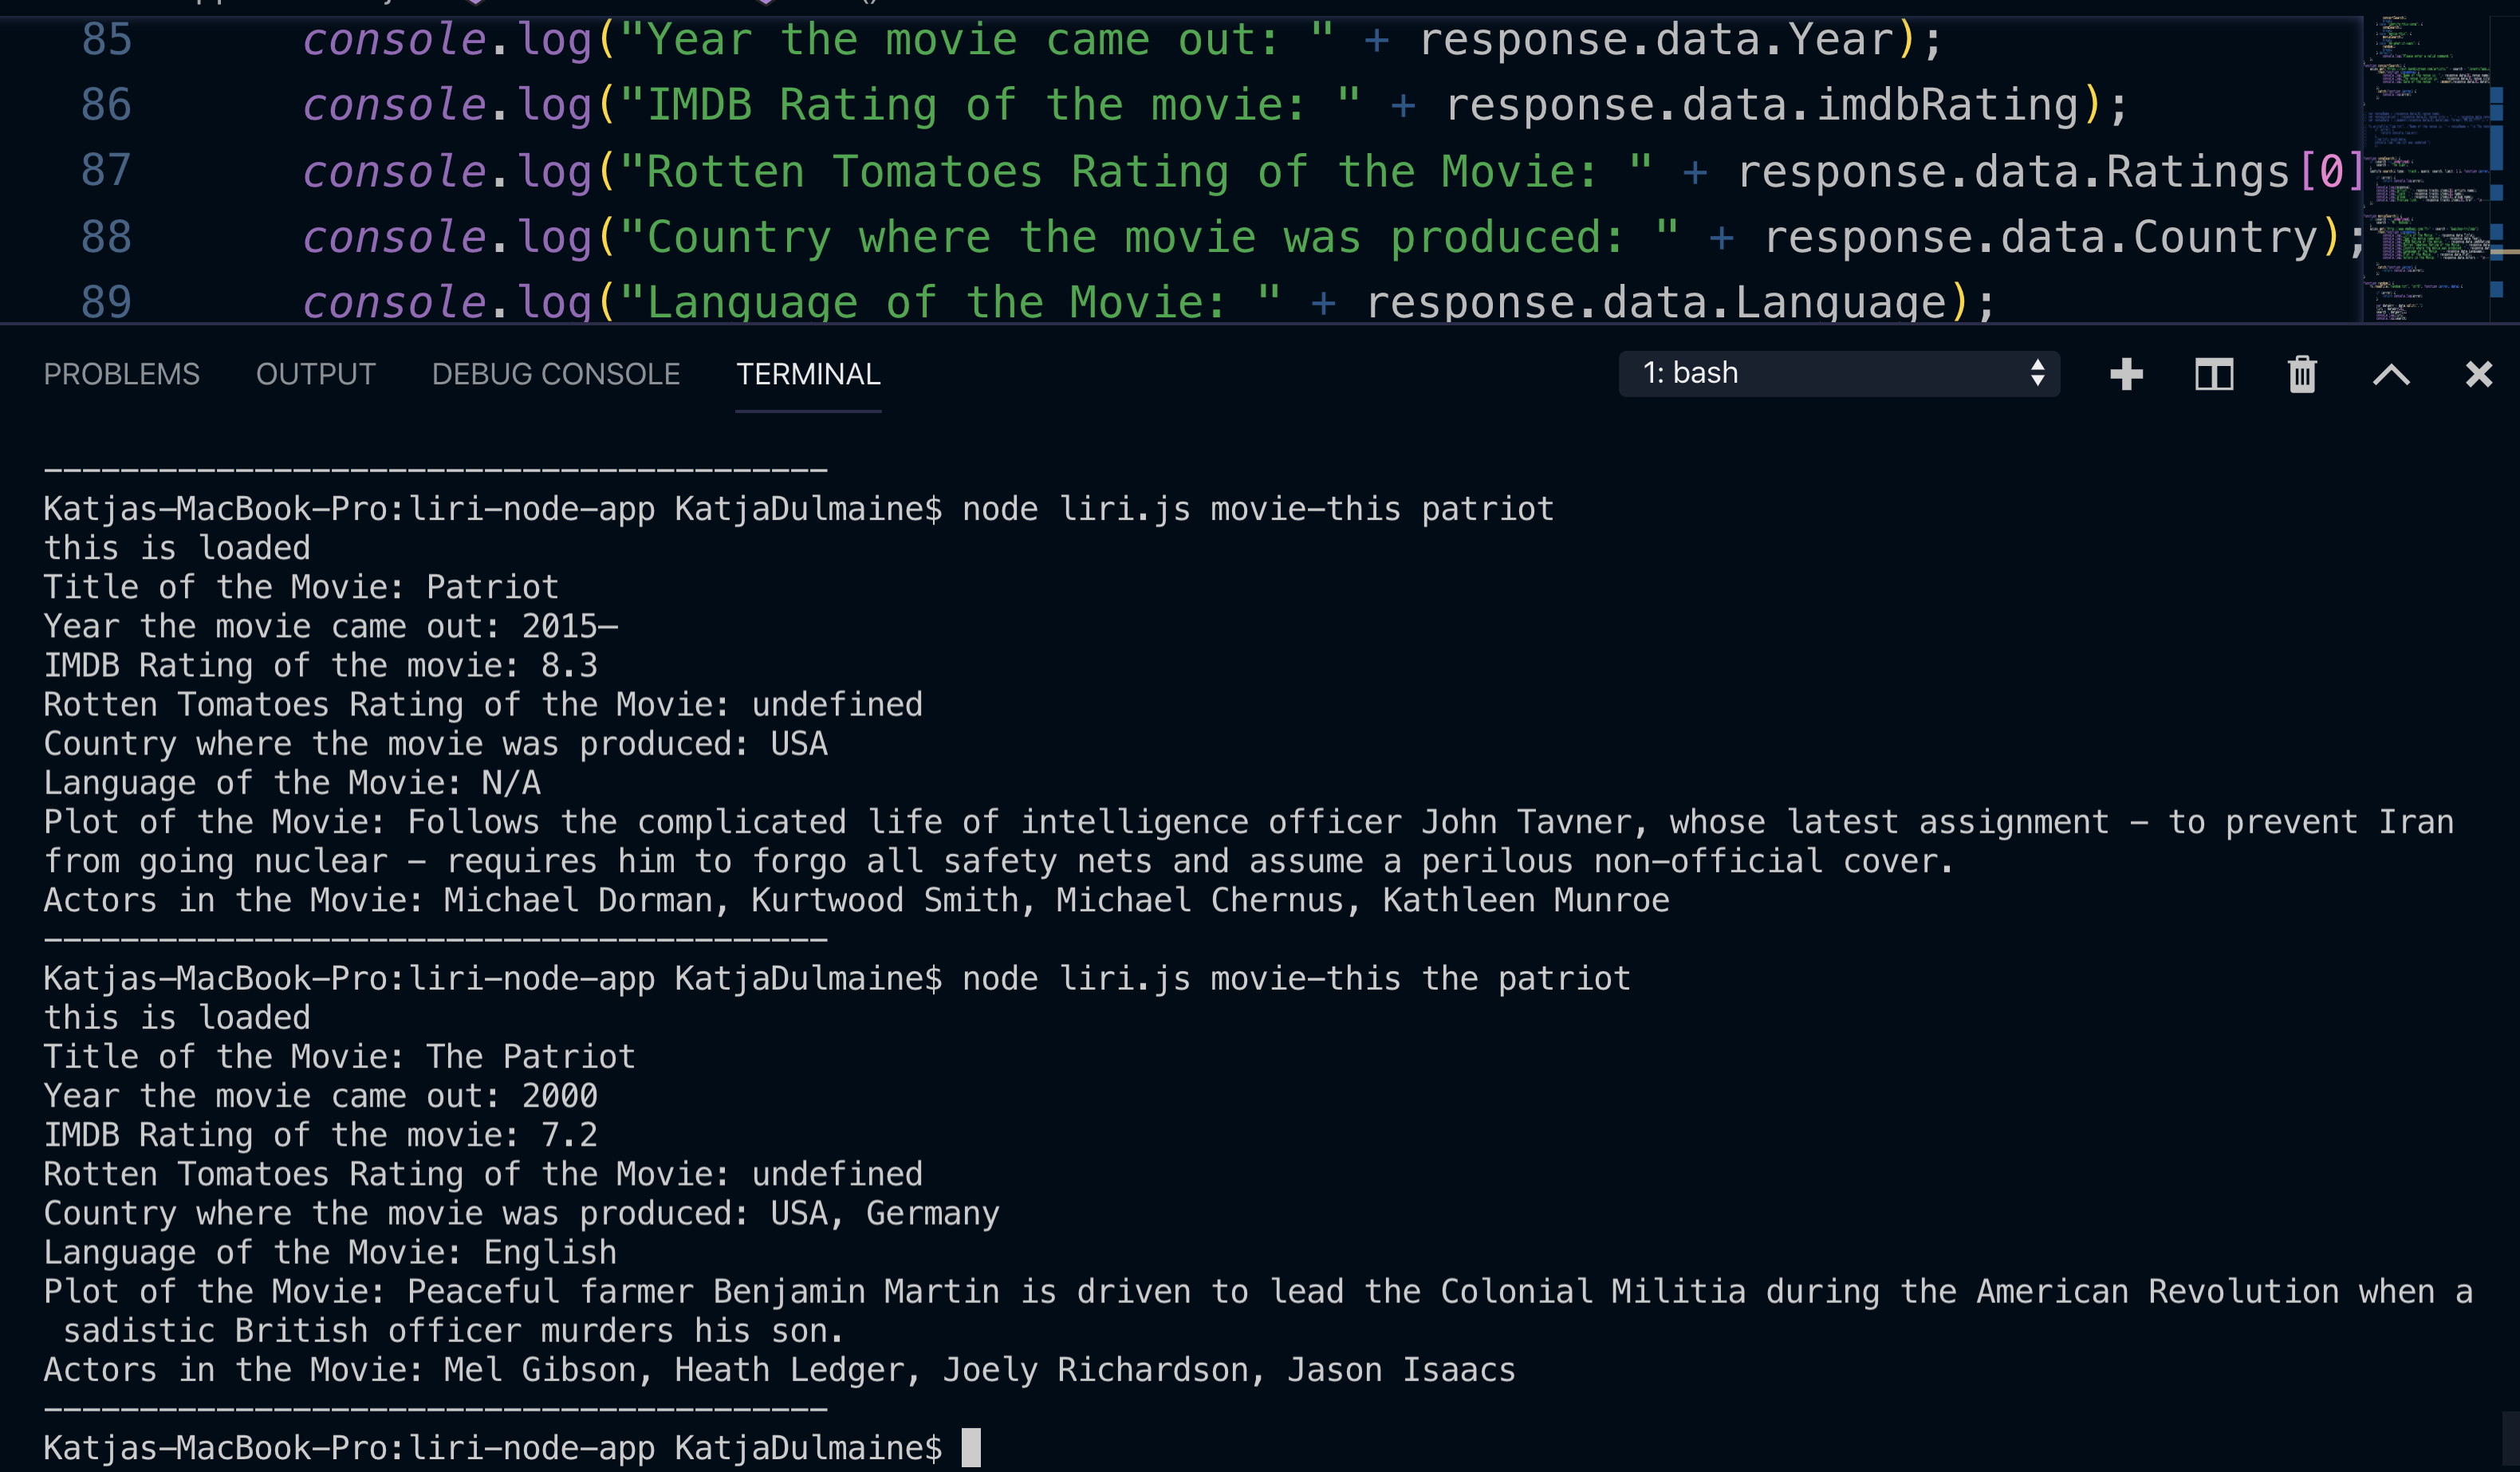 85 console.log("Year the movie came out: " + response.data.Year);
86 console.log("IMDB Rating of the movie: " + response.data.imdbRating);
87 console.log("Rotten Tomatoes Rating of the Movie: " + response.data.Ratings[0]
88 console.log("Country where the movie was produced: " + response.data.Country);
89 console.log("Language of the Movie: " + response.data.Language);
PROBLEMS OUTPUT DEBUG CONSOLE TERMINAL 1: bash
-----------------------------------------
Katjas-MacBook-Pro:liri-node-app KatjaDulmaine$ node liri.js movie-this patriot
this is loaded
Title of the Movie: Patriot
Year the movie came out: 2015–
IMDB Rating of the movie: 8.3
Rotten Tomatoes Rating of the Movie: undefined
Country where the movie was produced: USA
Language of the Movie: N/A
Plot of the Movie: Follows the complicated life of intelligence officer John Tavner, whose latest assignment - to prevent Iran
from going nuclear - requires him to forgo all safety nets and assume a perilous non-official cover.
Actors in the Movie: Michael Dorman, Kurtwood Smith, Michael Chernus, Kathleen Munroe
-----------------------------------------
Katjas-MacBook-Pro:liri-node-app KatjaDulmaine$ node liri.js movie-this the patriot
this is loaded
Title of the Movie: The Patriot
Year the movie came out: 2000
IMDB Rating of the movie: 7.2
Rotten Tomatoes Rating of the Movie: undefined
Country where the movie was produced: USA, Germany
Language of the Movie: English
Plot of the Movie: Peaceful farmer Benjamin Martin is driven to lead the Colonial Militia during the American Revolution when a
sadistic British officer murders his son.
Actors in the Movie: Mel Gibson, Heath Ledger, Joely Richardson, Jason Isaacs
-----------------------------------------
Katjas-MacBook-Pro:liri-node-app KatjaDulmaine$